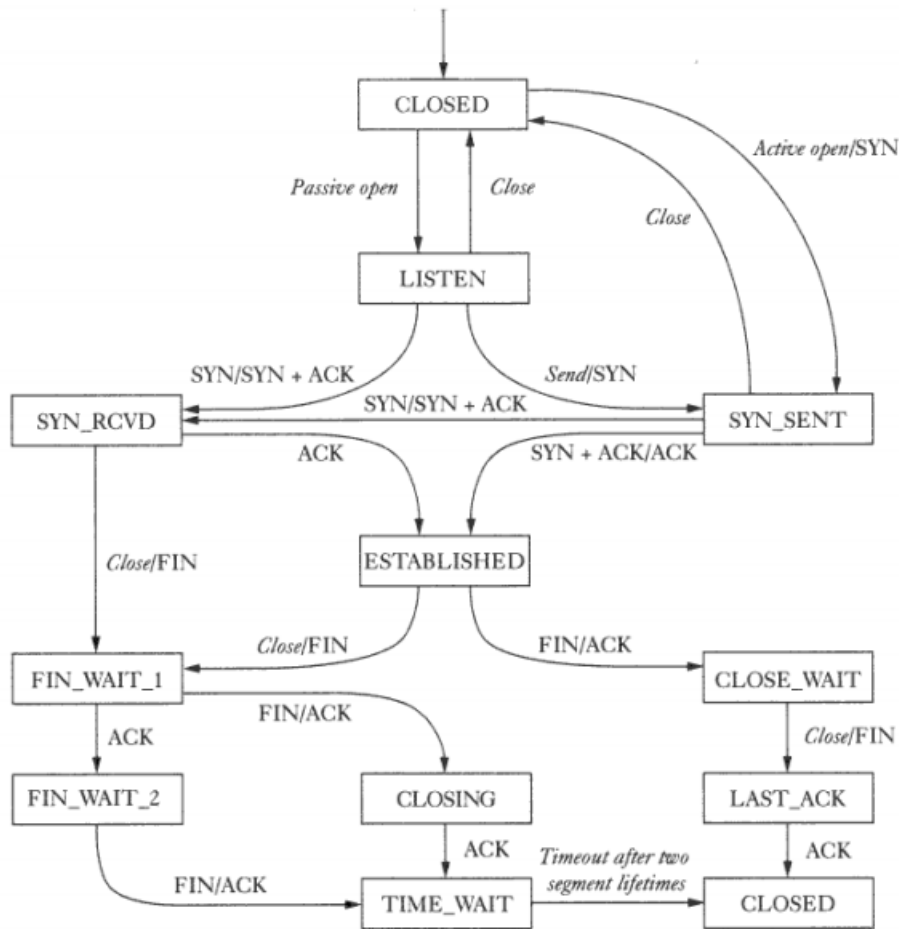 CLOSED
Active open/SYN
Passive open
Close
Close
LISTEN
SYN/SYN + ACK
Send/SYN
SYN/SYN + ACK
SYN_RCVD
SYN_SENT
ACK
SYN + ACK/ACK
ESTABLISHED
Close/FIN
Close/FIN
FIN/ACK
FIN_WAIT_1
CLOSE_WAIT
FIN/ACK
ACK
Close/FIN
FIN_WAIT_2
CLOSING
LAST_ACK
ACK
Timeout after two
segment lifetimes
ACK
FIN/ACK
TIME_WAIT
CLOSED